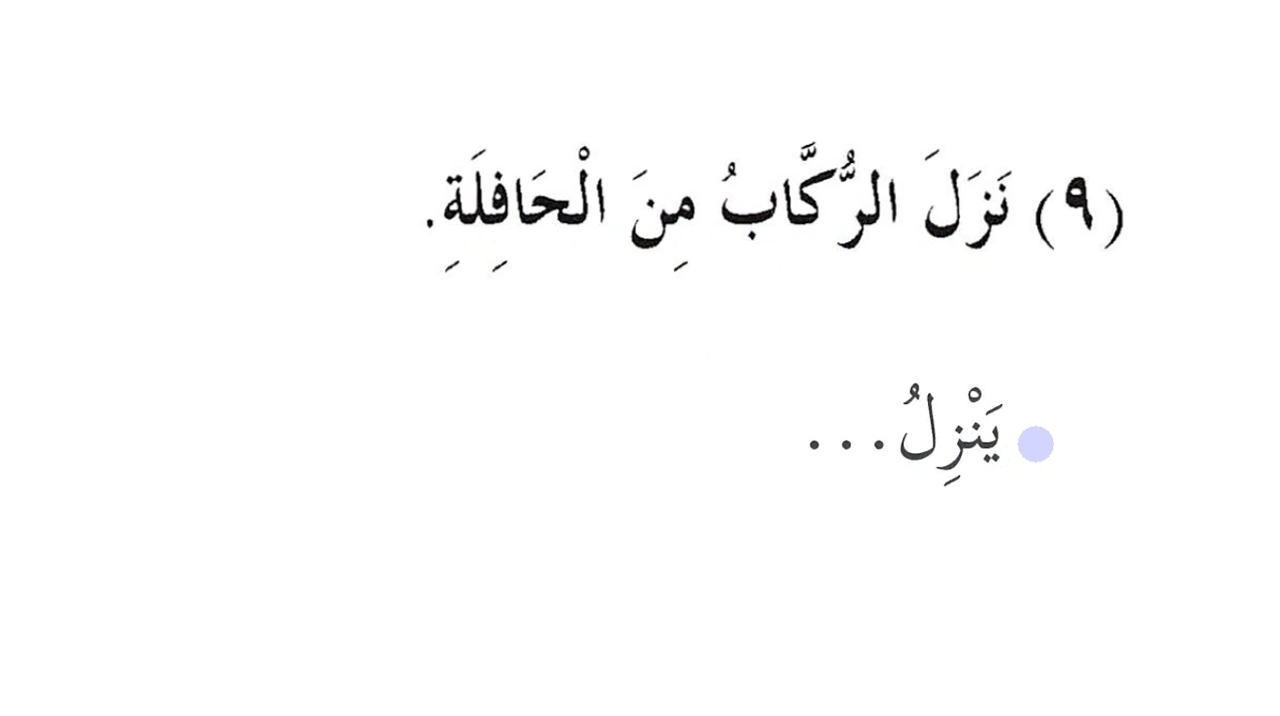 (٩) نَزَلَ الرُّكَّابُ مِنَ الْحَافِلَةِ.
يَنْزِلُ...